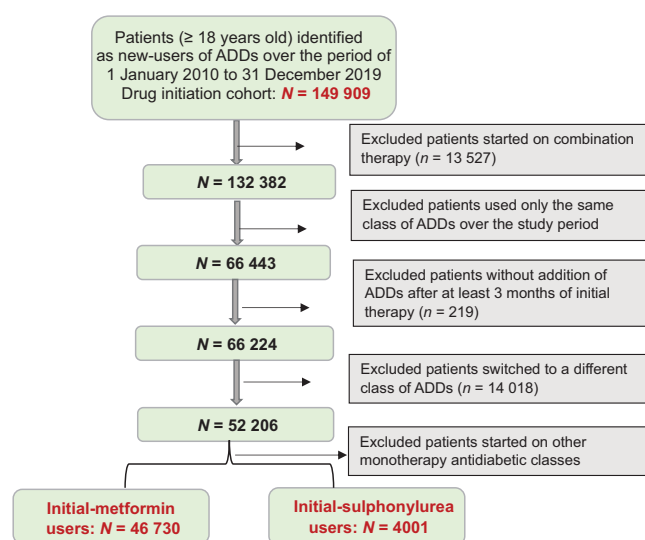 Patients (≥ 18 years old) identified
as new-users of ADDs over the period of
1 January 2010 to 31 December 2019
Drug initiation cohort: N = 149 909
Excluded patients started on combination
therapy (n = 13 527)
N = 132 382
Excluded patients used only the same
class of ADDs over the study period
N = 66 443
Excluded patients without addition of
ADDs after at least 3 months of initial
therapy (n = 219)
N = 66 224
Excluded patients switched to a different
class of ADDs (n = 14 018)
N = 52 206
Excluded patients started on other
monotherapy antidiabetic classes
Initial-metformin
users: N = 46 730
Initial-sulphonylurea
users: N = 4001